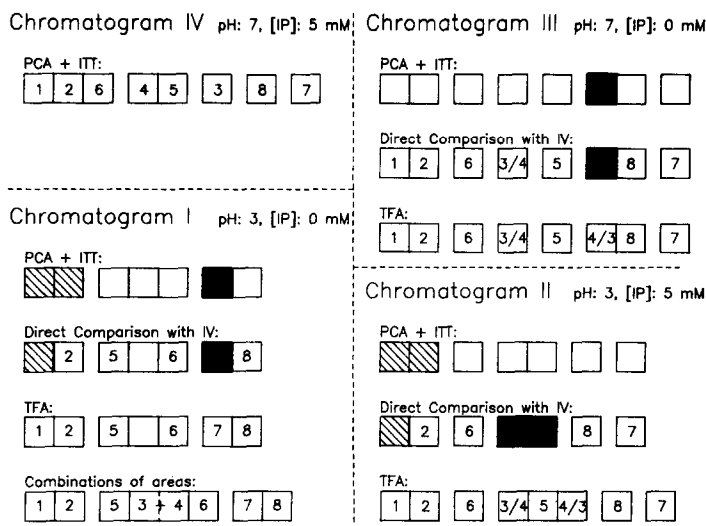 Chromatogram IV pH: 7, [IP]: 5 mM
PCA + ITT:
1 2 6 4 5 3 8 7
Chromatogram III pH: 7, [IP]: 0 mM
PCA + ITT:
Direct Comparison with IV:
1 2 6 3/4 5 8 7
TFA:
1 2 6 3/4 5 4/3 8 7
Chromatogram I pH: 3, [IP]: 0 mM
PCA + ITT:
Direct Comparison with IV:
2 5 6 8
TFA:
1 2 5 6 7 8
Combinations of areas:
1 2 5 3 + 4 6 7 8
Chromatogram II pH: 3, [IP]: 5 mM
PCA + ITT:
Direct Comparison with IV:
2 6 8 7
TFA:
1 2 6 3/4 5 4/3 8 7